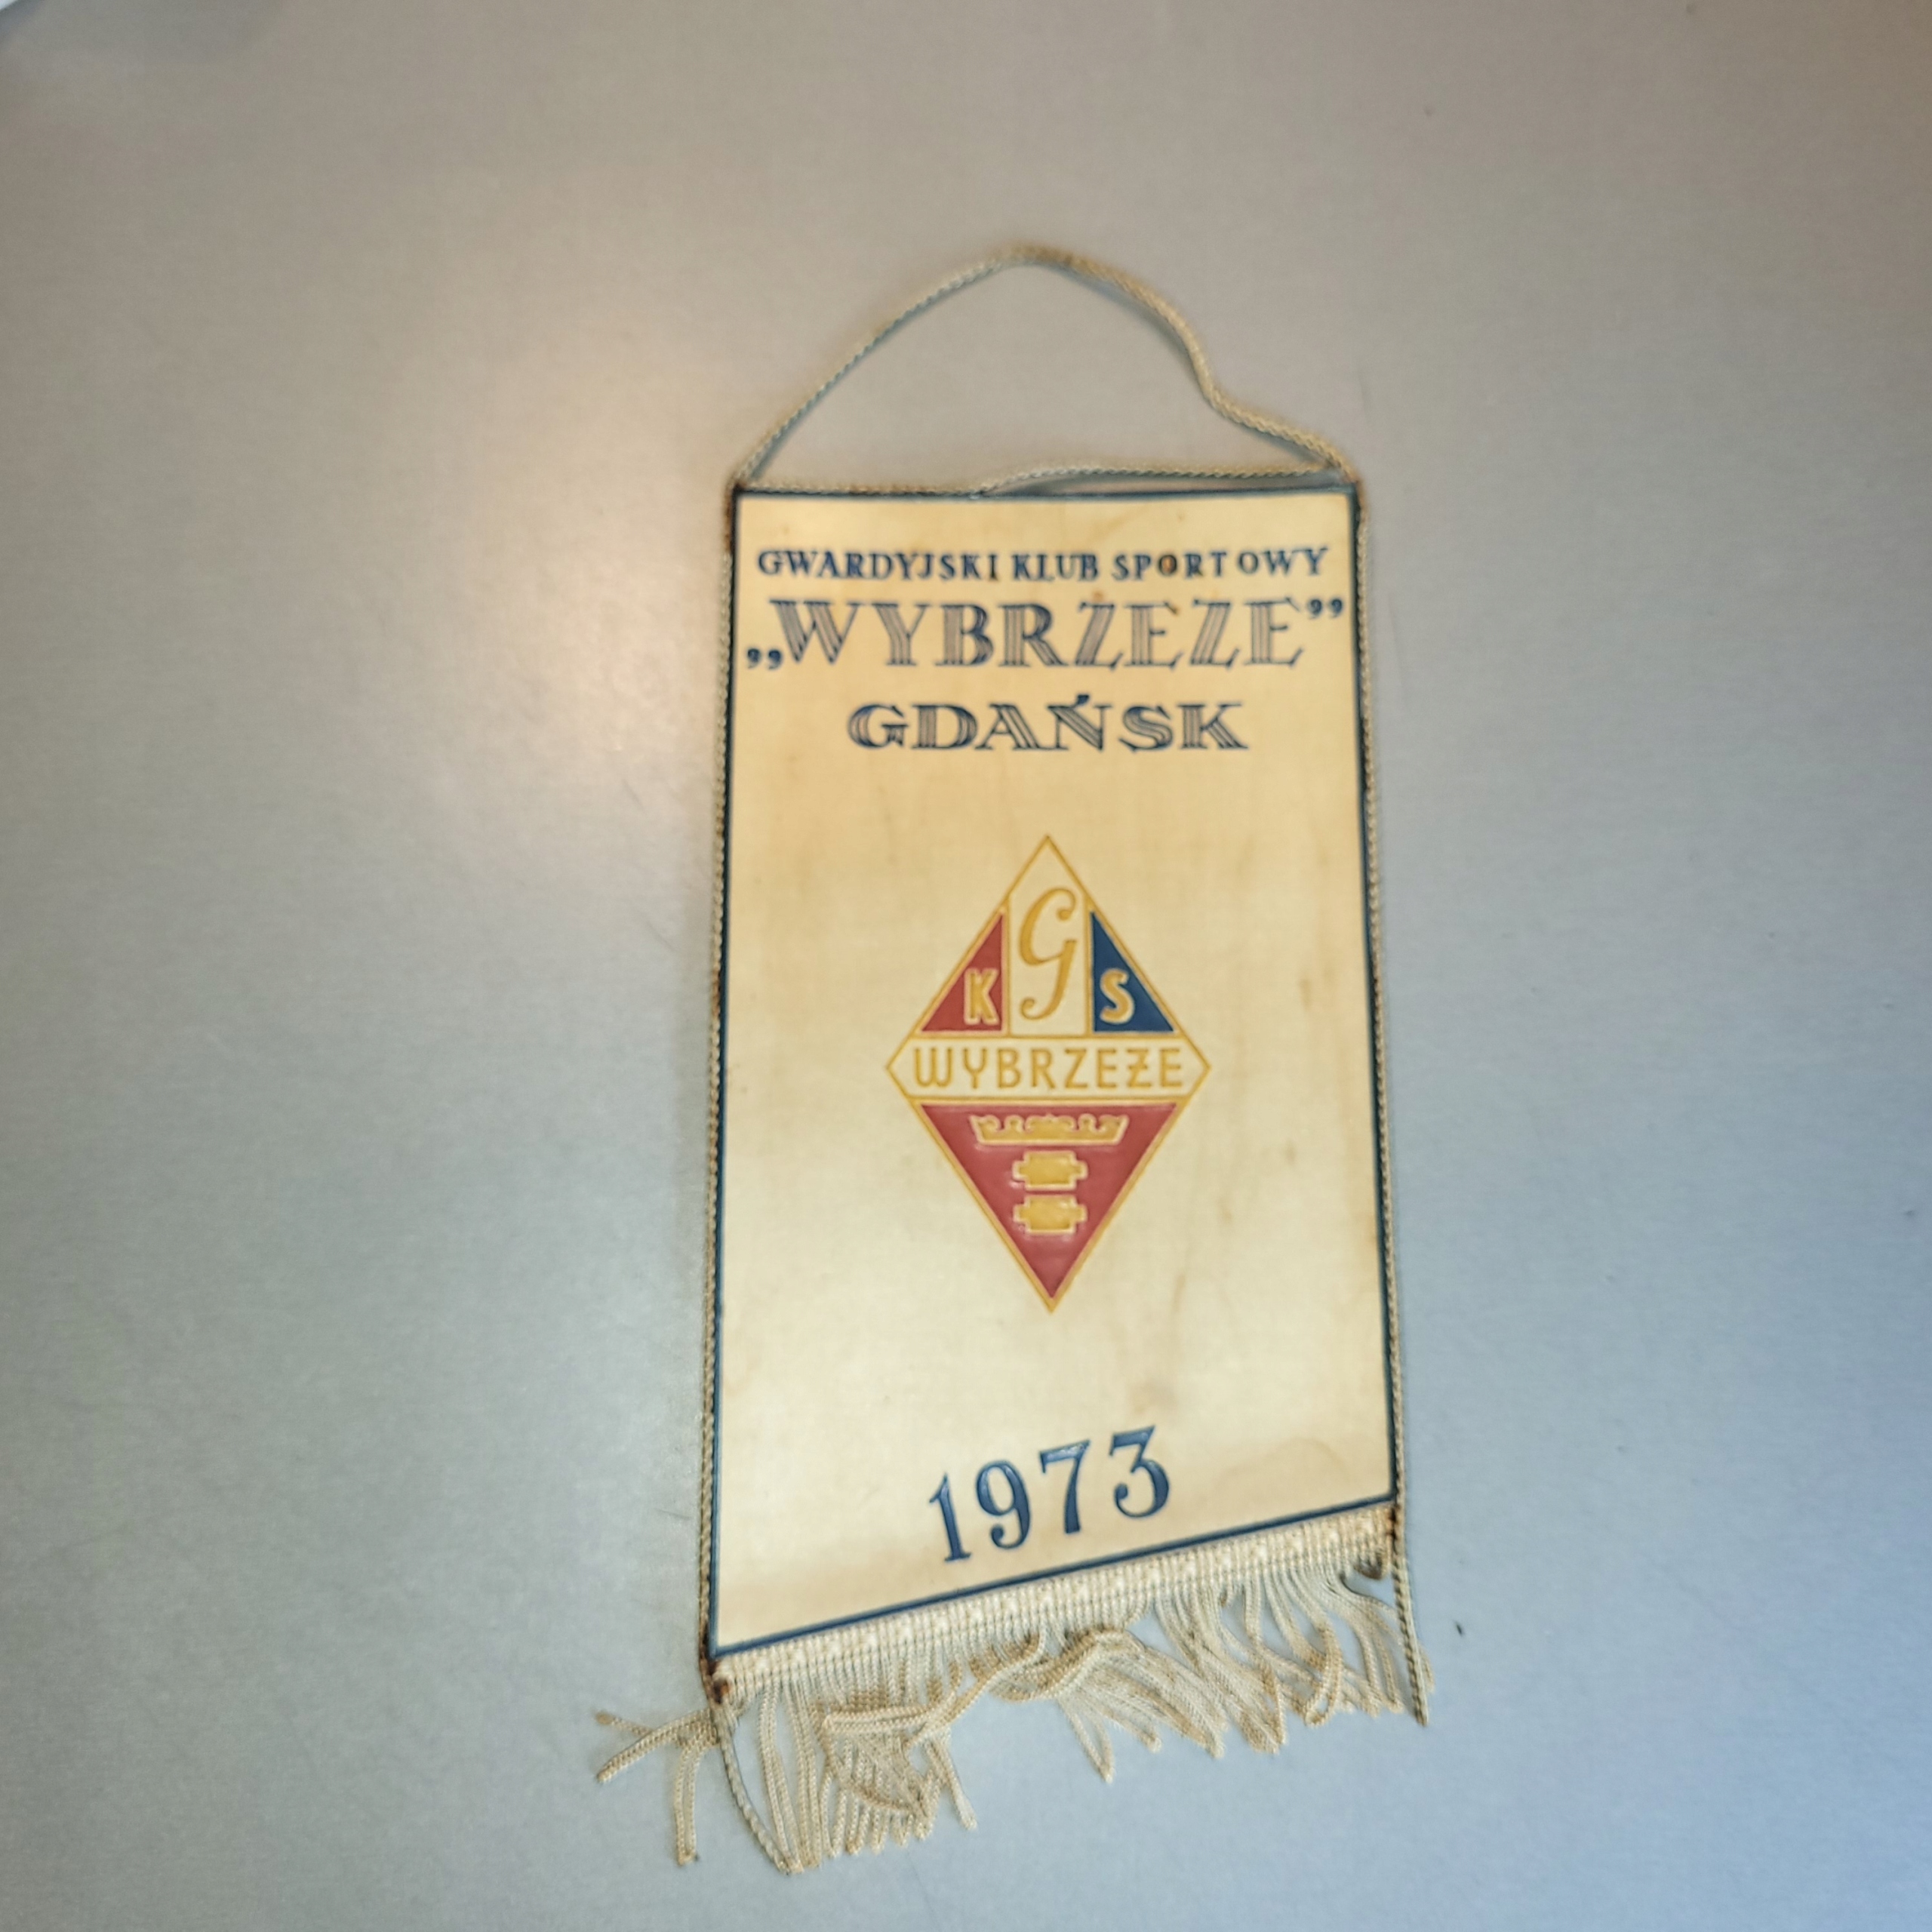 GWARDYJSKI KLUB SPORTOWY
„WYBRZEŻE”
GDAŃSK
K G S
WYBRZEŻE
1973